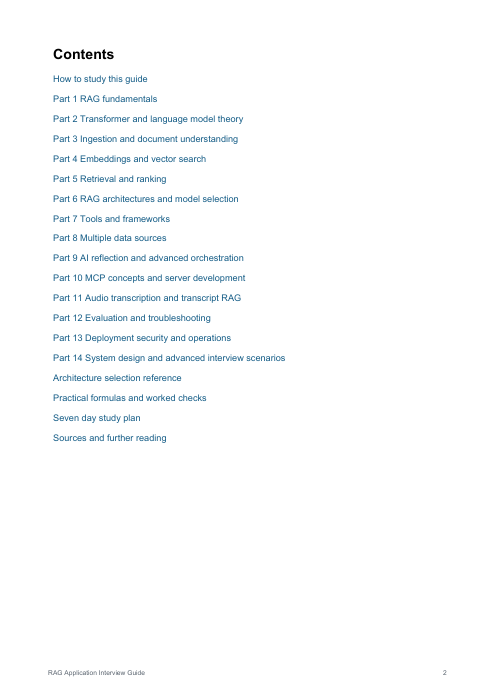 Contents
How to study this guide
Part 1 RAG fundamentals
Part 2 Transformer and language model theory
Part 3 Ingestion and document understanding
Part 4 Embeddings and vector search
Part 5 Retrieval and ranking
Part 6 RAG architectures and model selection
Part 7 Tools and frameworks
Part 8 Multiple data sources
Part 9 AI reflection and advanced orchestration
Part 10 MCP concepts and server development
Part 11 Audio transcription and transcript RAG
Part 12 Evaluation and troubleshooting
Part 13 Deployment security and operations
Part 14 System design and advanced interview scenarios
Architecture selection reference
Practical formulas and worked checks
Seven day study plan
Sources and further reading
RAG Application Interview Guide 2